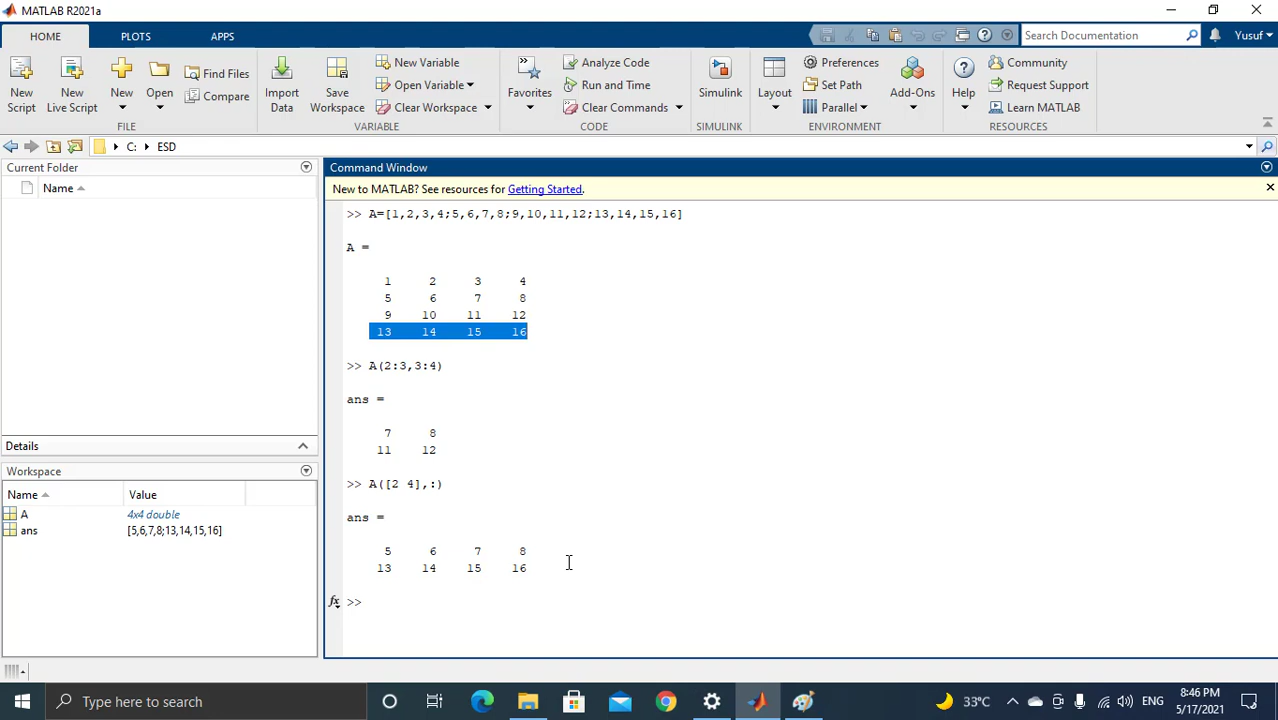 MATLAB R2021a
HOME PLOTS APPS
Search Documentation
Yusuf
New Script
New Live Script
New
Open
Find Files
Compare
FILE
Import Data
Save Workspace
New Variable
Open Variable
Clear Workspace
VARIABLE
Favorites
Analyze Code
Run and Time
Clear Commands
CODE
Simulink
SIMULINK
Layout
Preferences
Set Path
Parallel
Add-Ons
ENVIRONMENT
Help
Community
Request Support
Learn MATLAB
RESOURCES
C: ESD
Current Folder
Name
Details
Workspace
Name Value
A 4x4 double
ans [5,6,7,8;13,14,15,16]
Command Window
New to MATLAB? See resources for Getting Started.
>> A=[1,2,3,4;5,6,7,8;9,10,11,12;13,14,15,16]
A =
1 2 3 4
5 6 7 8
9 10 11 12
13 14 15 16
>> A(2:3,3:4)
ans =
7 8
11 12
>> A([2 4],:)
ans =
5 6 7 8
13 14 15 16
fx >>
Type here to search
33°C
ENG
8:46 PM
5/17/2021